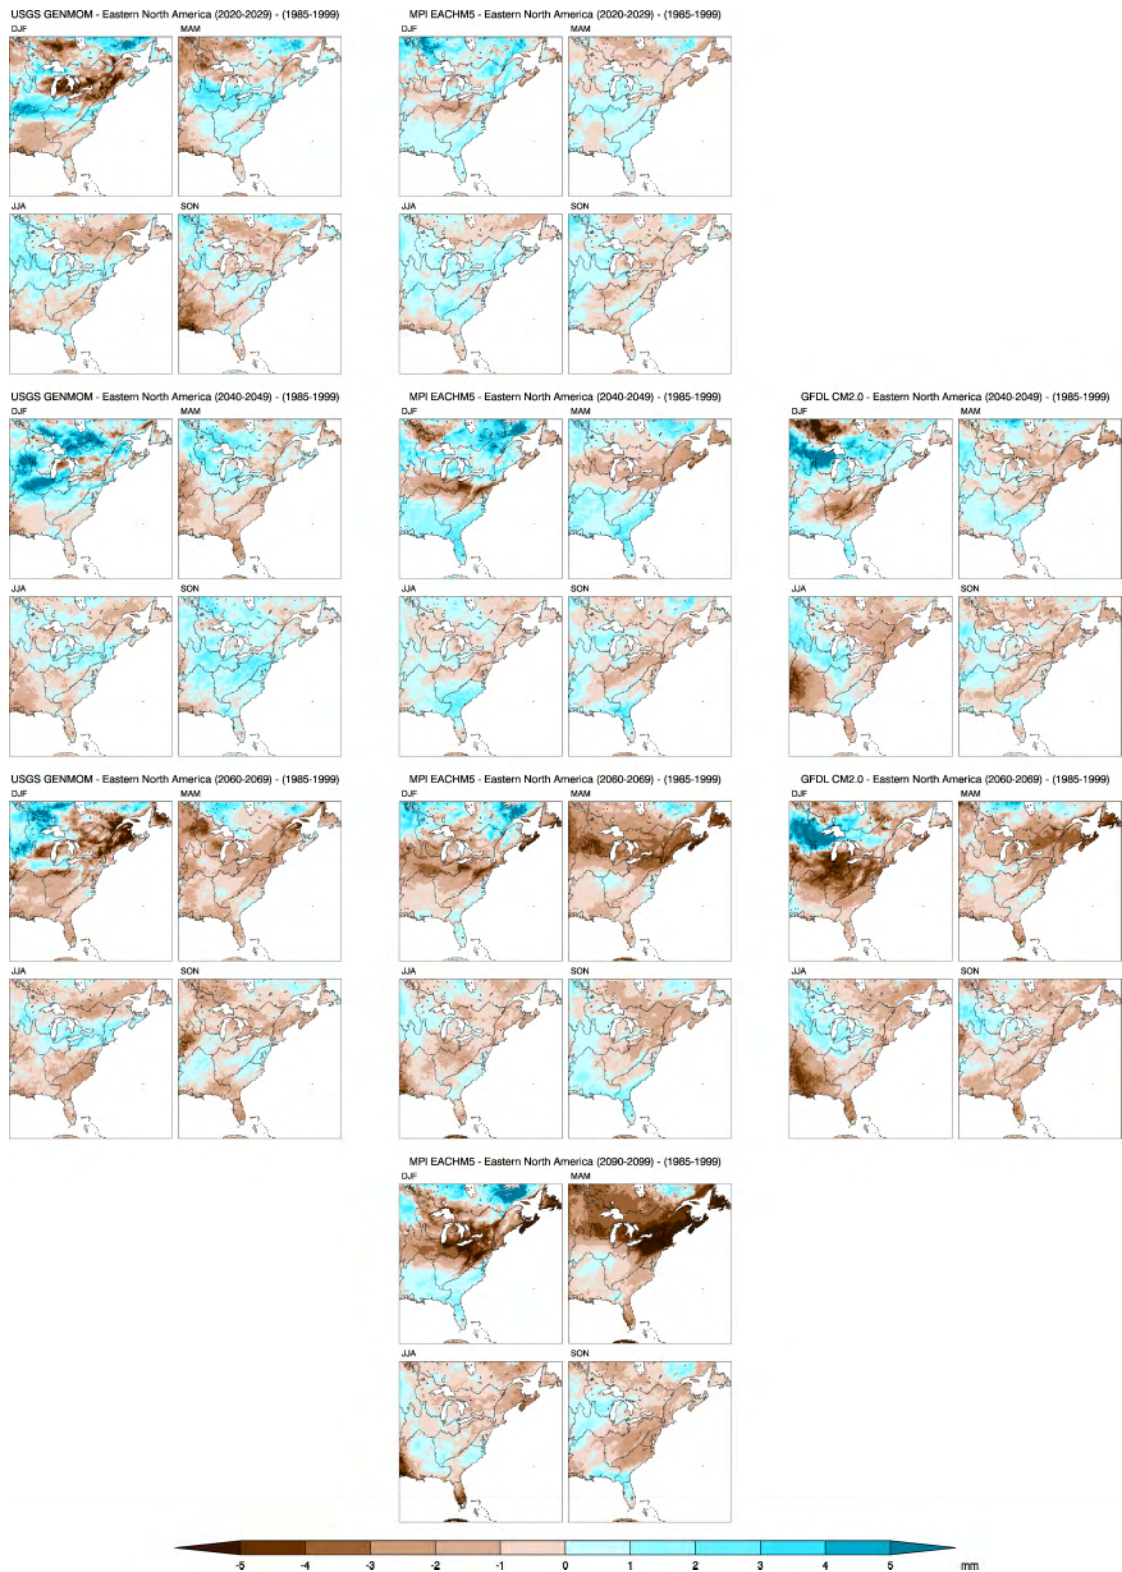 USGS GENMOM - Eastern North America (2020-2029) - (1985-1999)
DJF MAM
JJA SON
MPI EACHM5 - Eastern North America (2020-2029) - (1985-1999)
DJF MAM
JJA SON
USGS GENMOM - Eastern North America (2040-2049) - (1985-1999)
DJF MAM
JJA SON
MPI EACHM5 - Eastern North America (2040-2049) - (1985-1999)
DJF MAM
JJA SON
GFDL CM2.0 - Eastern North America (2040-2049) - (1985-1999)
DJF MAM
JJA SON
USGS GENMOM - Eastern North America (2060-2069) - (1985-1999)
DJF MAM
JJA SON
MPI EACHM5 - Eastern North America (2060-2069) - (1985-1999)
DJF MAM
JJA SON
GFDL CM2.0 - Eastern North America (2060-2069) - (1985-1999)
DJF MAM
JJA SON
MPI EACHM5 - Eastern North America (2090-2099) - (1985-1999)
DJF MAM
JJA SON
-5 -4 -3 -2 -1 0 1 2 3 4 5 mm